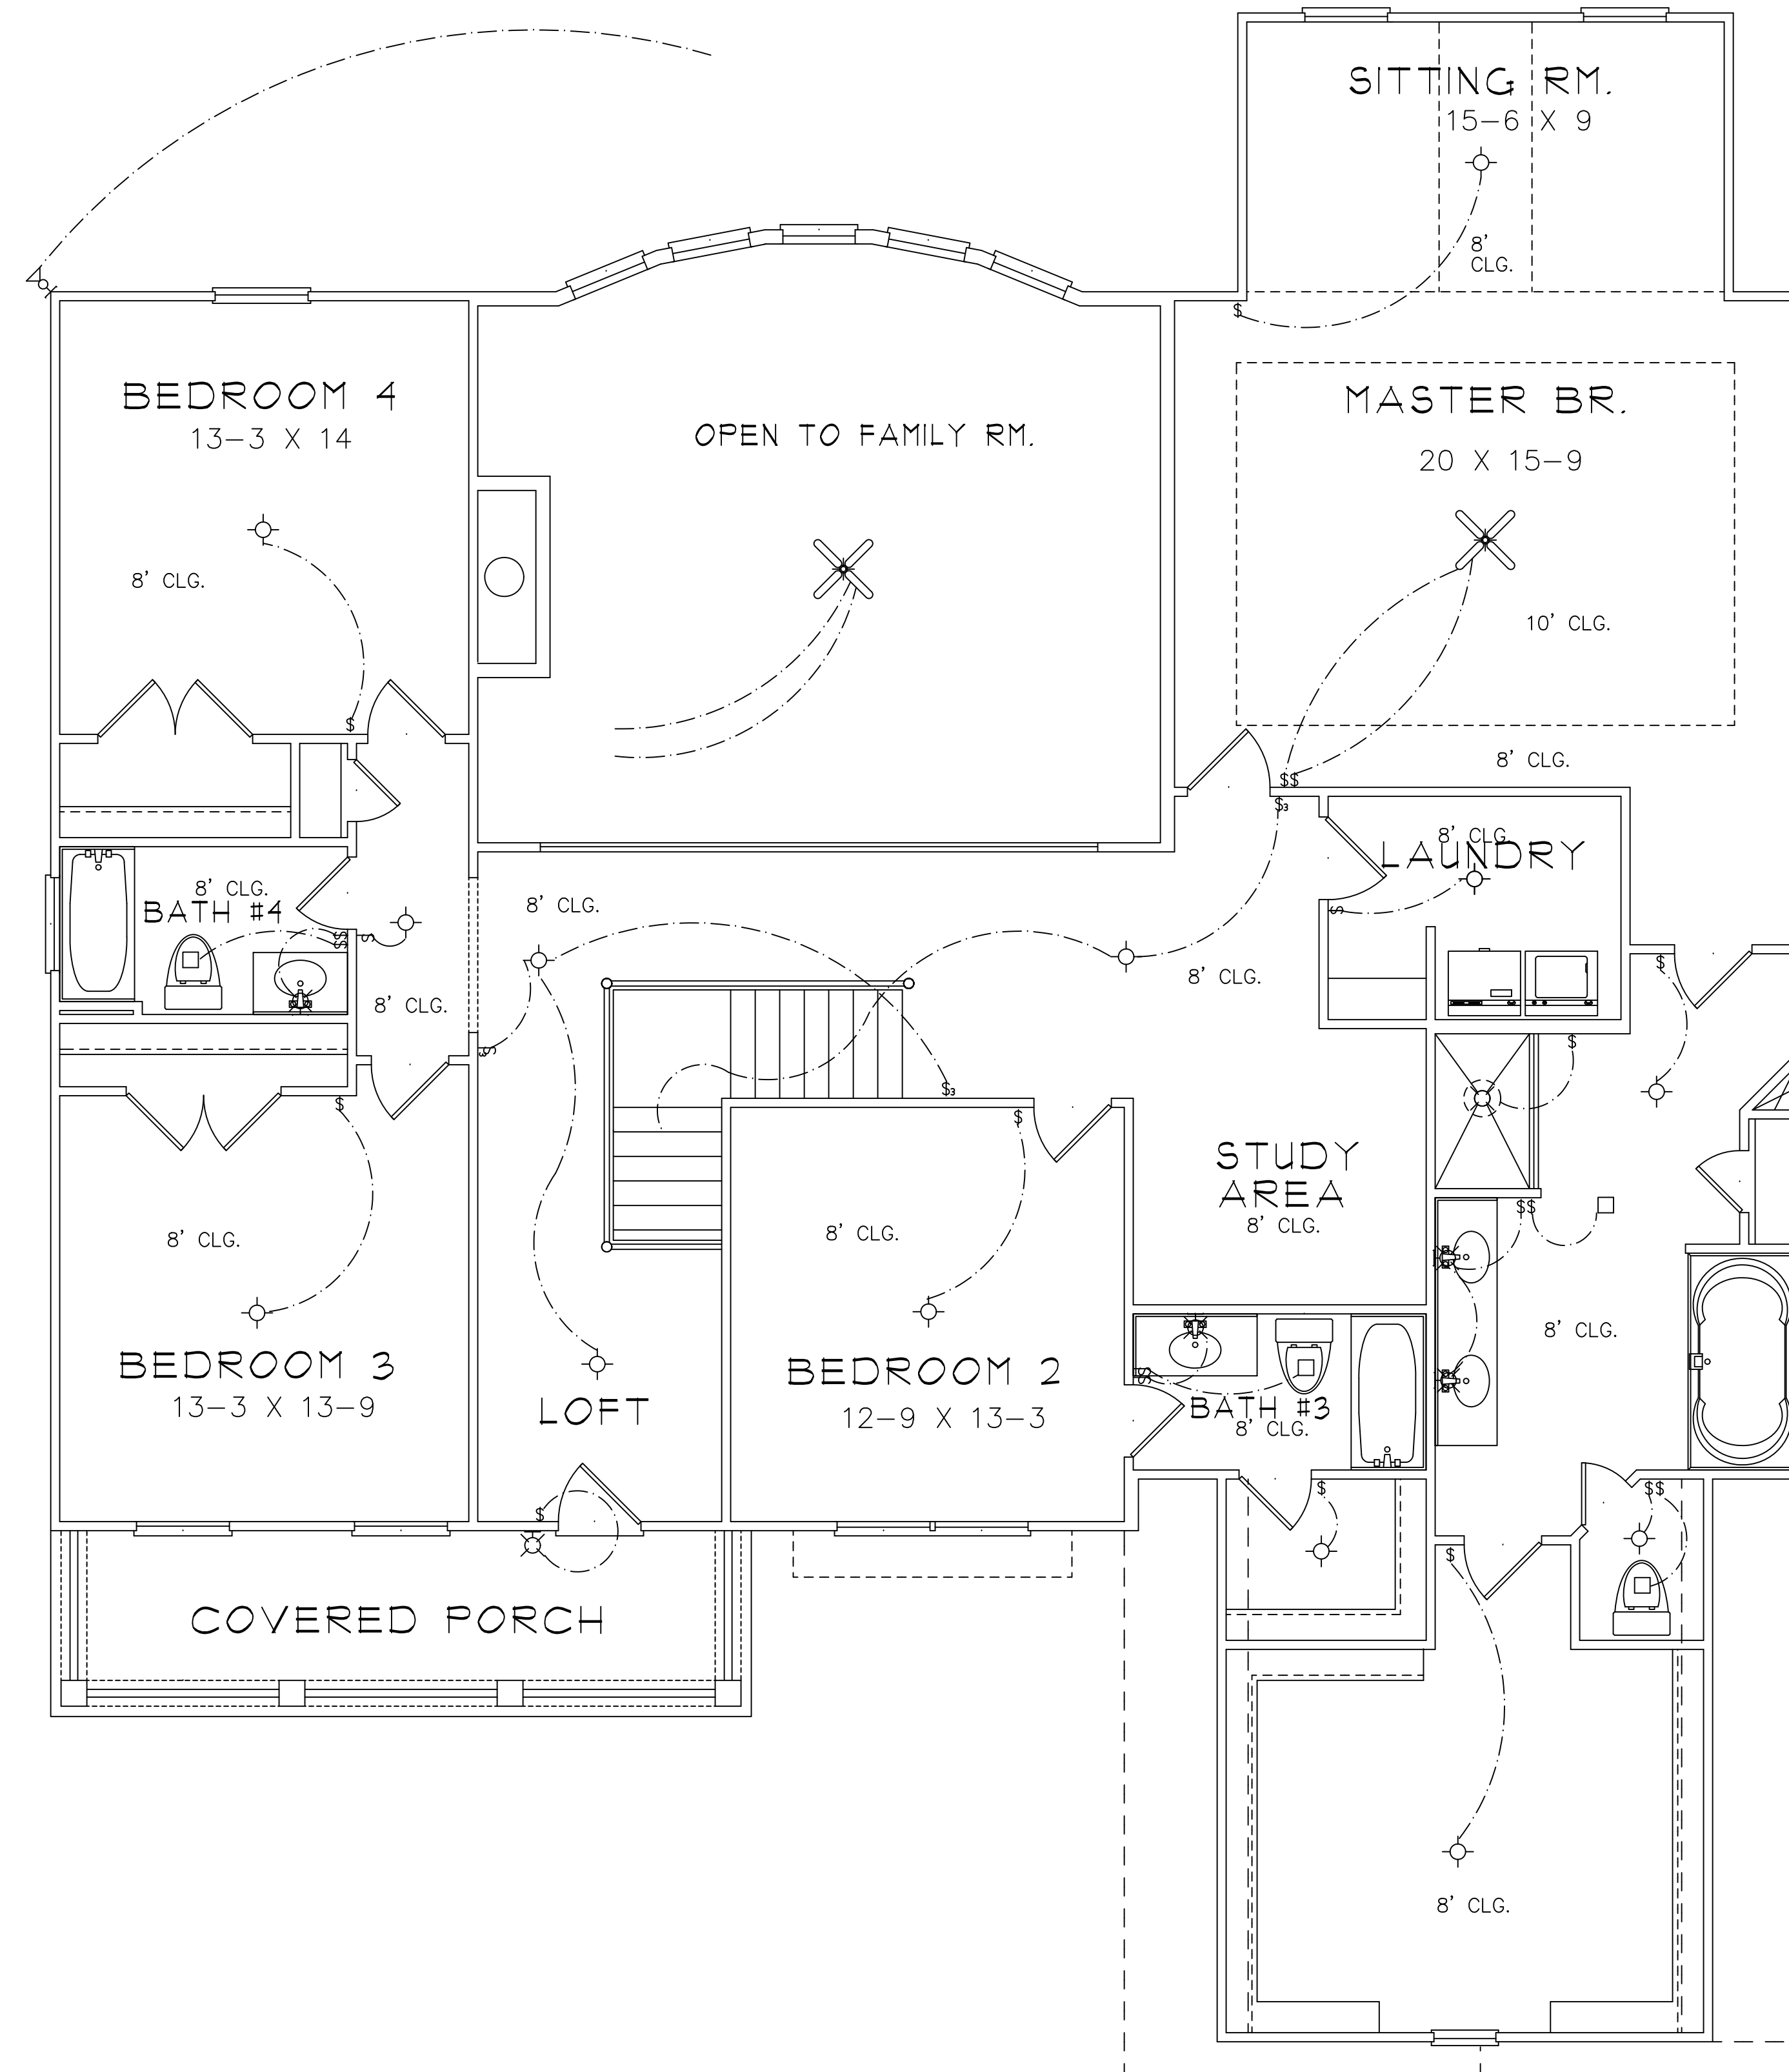 SITTING RM.
15-6 X 9
8'
CLG.
BEDROOM 4
13-3 X 14
8' CLG.
OPEN TO FAMILY RM.
MASTER BR.
20 X 15-9
10' CLG.
8' CLG.
$
$
$$
$3
8' CLG.
LAUNDRY
$
8' CLG.
BATH #4
$$
$
8' CLG.
8' CLG.
$3
8' CLG.
$3
$
$
$
$
STUDY
AREA
8' CLG.
8' CLG.
BEDROOM 3
13-3 X 13-9
LOFT
$
8' CLG.
BEDROOM 2
12-9 X 13-3
$$
BATH #3
8' CLG.
$$
8' CLG.
$
$$
$
COVERED PORCH
8' CLG.